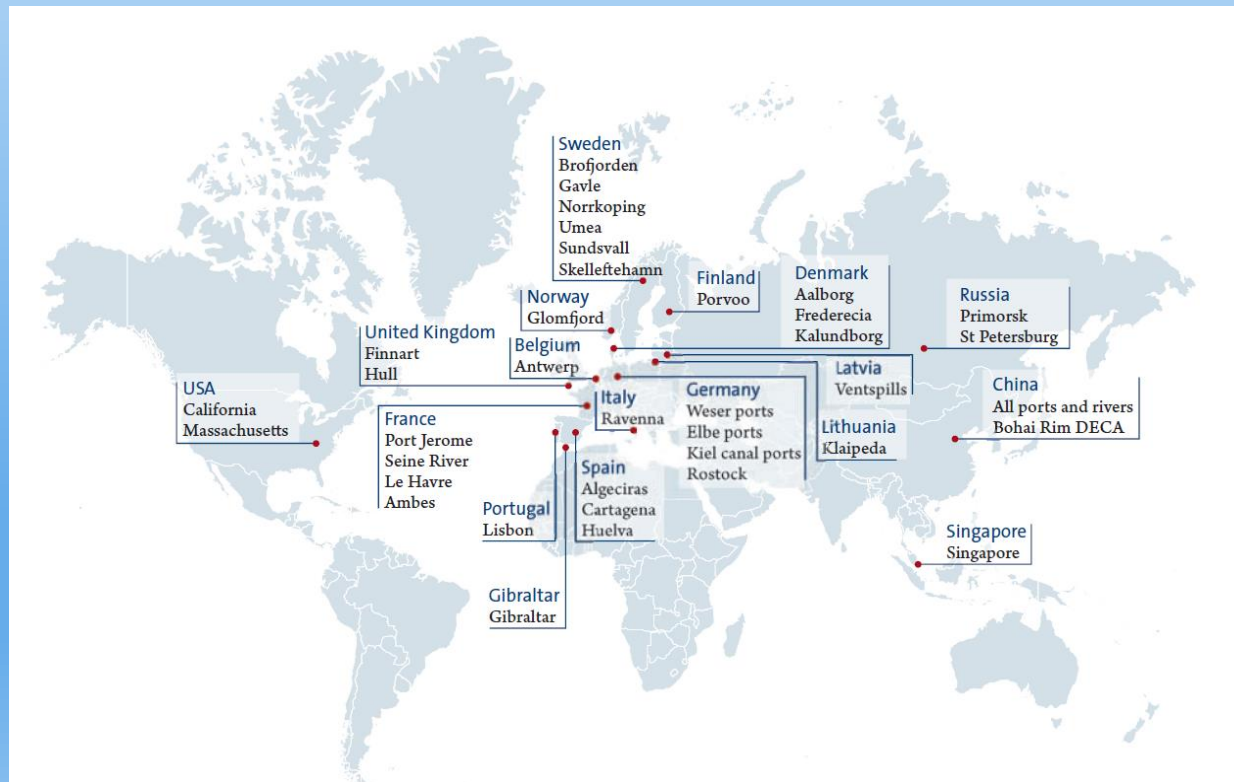 Sweden
Brofjorden
Gavle
Norrkoping
Umea
Sundsvall
Skelleftehamn
Finland
Porvoo
Denmark
Aalborg
Frederecia
Kalundborg
Russia
Primorsk
St Petersburg
Norway
Glomfjord
United Kingdom
Finnart
Hull
Belgium
Antwerp
Latvia
Ventspills
USA
California
Massachusetts
France
Port Jerome
Seine River
Le Havre
Ambes
Italy
Ravenna
Germany
Weser ports
Elbe ports
Kiel canal ports
Rostock
Lithuania
Klaipeda
China
All ports and rivers
Bohai Rim DECA
Portugal
Lisbon
Spain
Algeciras
Cartagena
Huelva
Singapore
Singapore
Gibraltar
Gibraltar